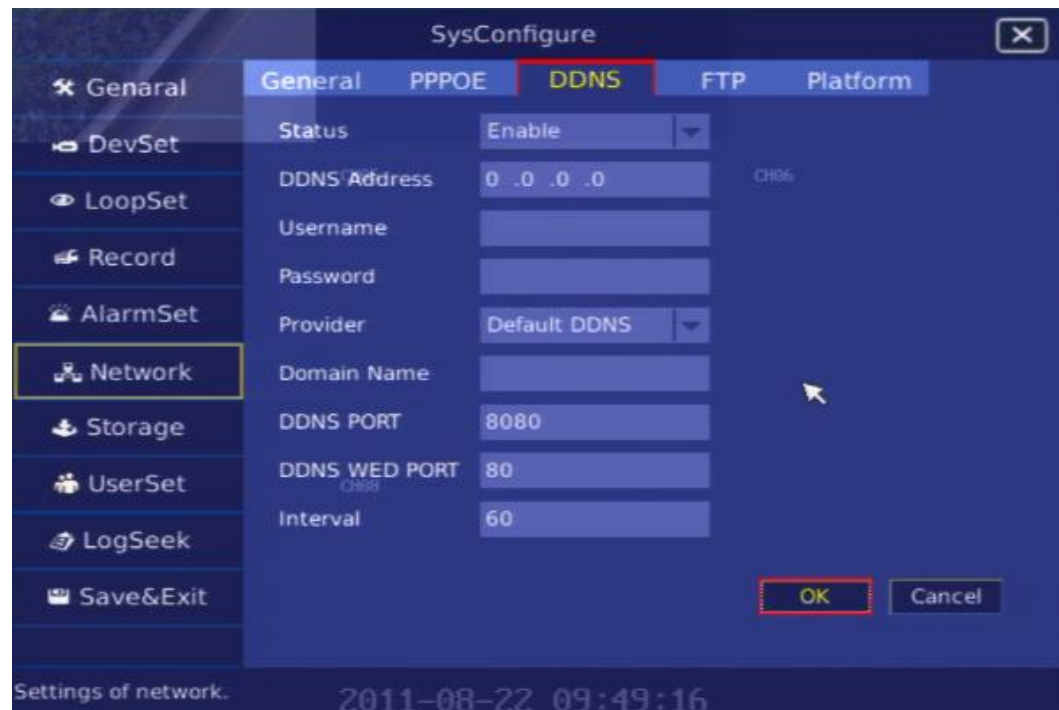 SysConfigure
Genaral
DevSet
LoopSet
Record
AlarmSet
Network
Storage
UserSet
LogSeek
Save&Exit
General PPPOE DDNS FTP Platform
Status Enable
DDNS Address 0 .0 .0 .0
CH06
Username
Password
Provider Default DDNS
Domain Name
DDNS PORT 8080
DDNS WED PORT 80
CH08
Interval 60
OK Cancel
Settings of network.
2011-08-22 09:49:16